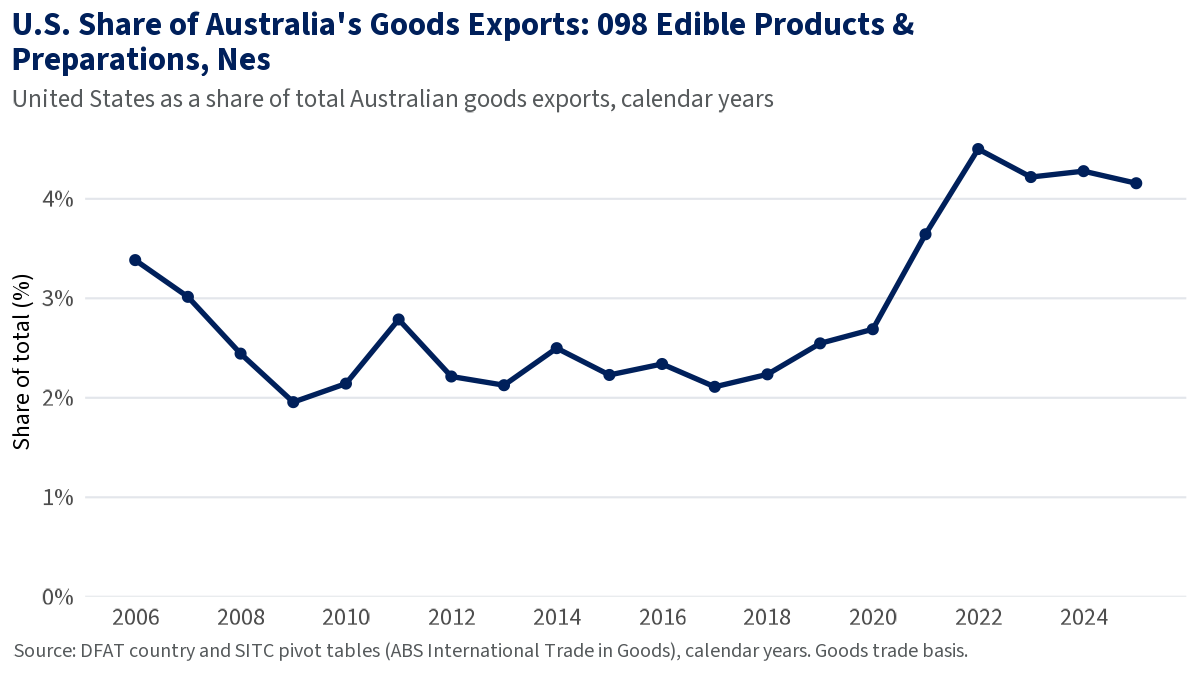 U.S. Share of Australia's Goods Exports: 098 Edible Products &
Preparations, Nes
United States as a share of total Australian goods exports, calendar years
Share of total (%)
4%
3%
2%
1%
0%
2006 2008 2010 2012 2014 2016 2018 2020 2022 2024
Source: DFAT country and SITC pivot tables (ABS International Trade in Goods), calendar years. Goods trade basis.